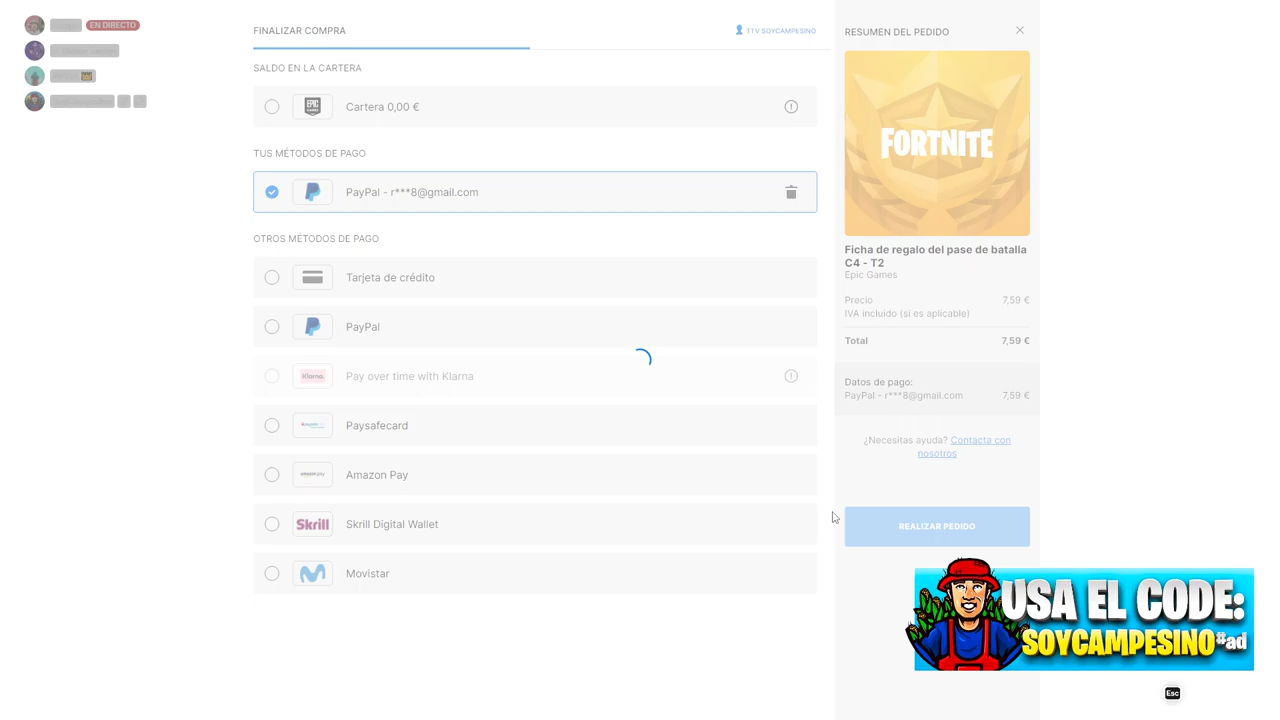 EN DIRECTO
FINALIZAR COMPRA
TTV SOYCAMPESINO
SALDO EN LA CARTERA
EPIC GAMES
Cartera 0,00 €
TUS MÉTODOS DE PAGO
PayPal - r***8@gmail.com
OTROS MÉTODOS DE PAGO
Tarjeta de crédito
PayPal
Klarna.
Pay over time with Klarna
Paysafecard
Amazon Pay
Skrill
Skrill Digital Wallet
Movistar
RESUMEN DEL PEDIDO
FORTNITE
Ficha de regalo del pase de batalla
C4 - T2
Epic Games
Precio 7,59 €
IVA incluido (si es aplicable)
Total 7,59 €
Datos de pago:
PayPal - r***8@gmail.com 7,59 €
¿Necesitas ayuda? Contacta con
nosotros
REALIZAR PEDIDO
USA EL CODE:
SOYCAMPESINO #ad
Esc